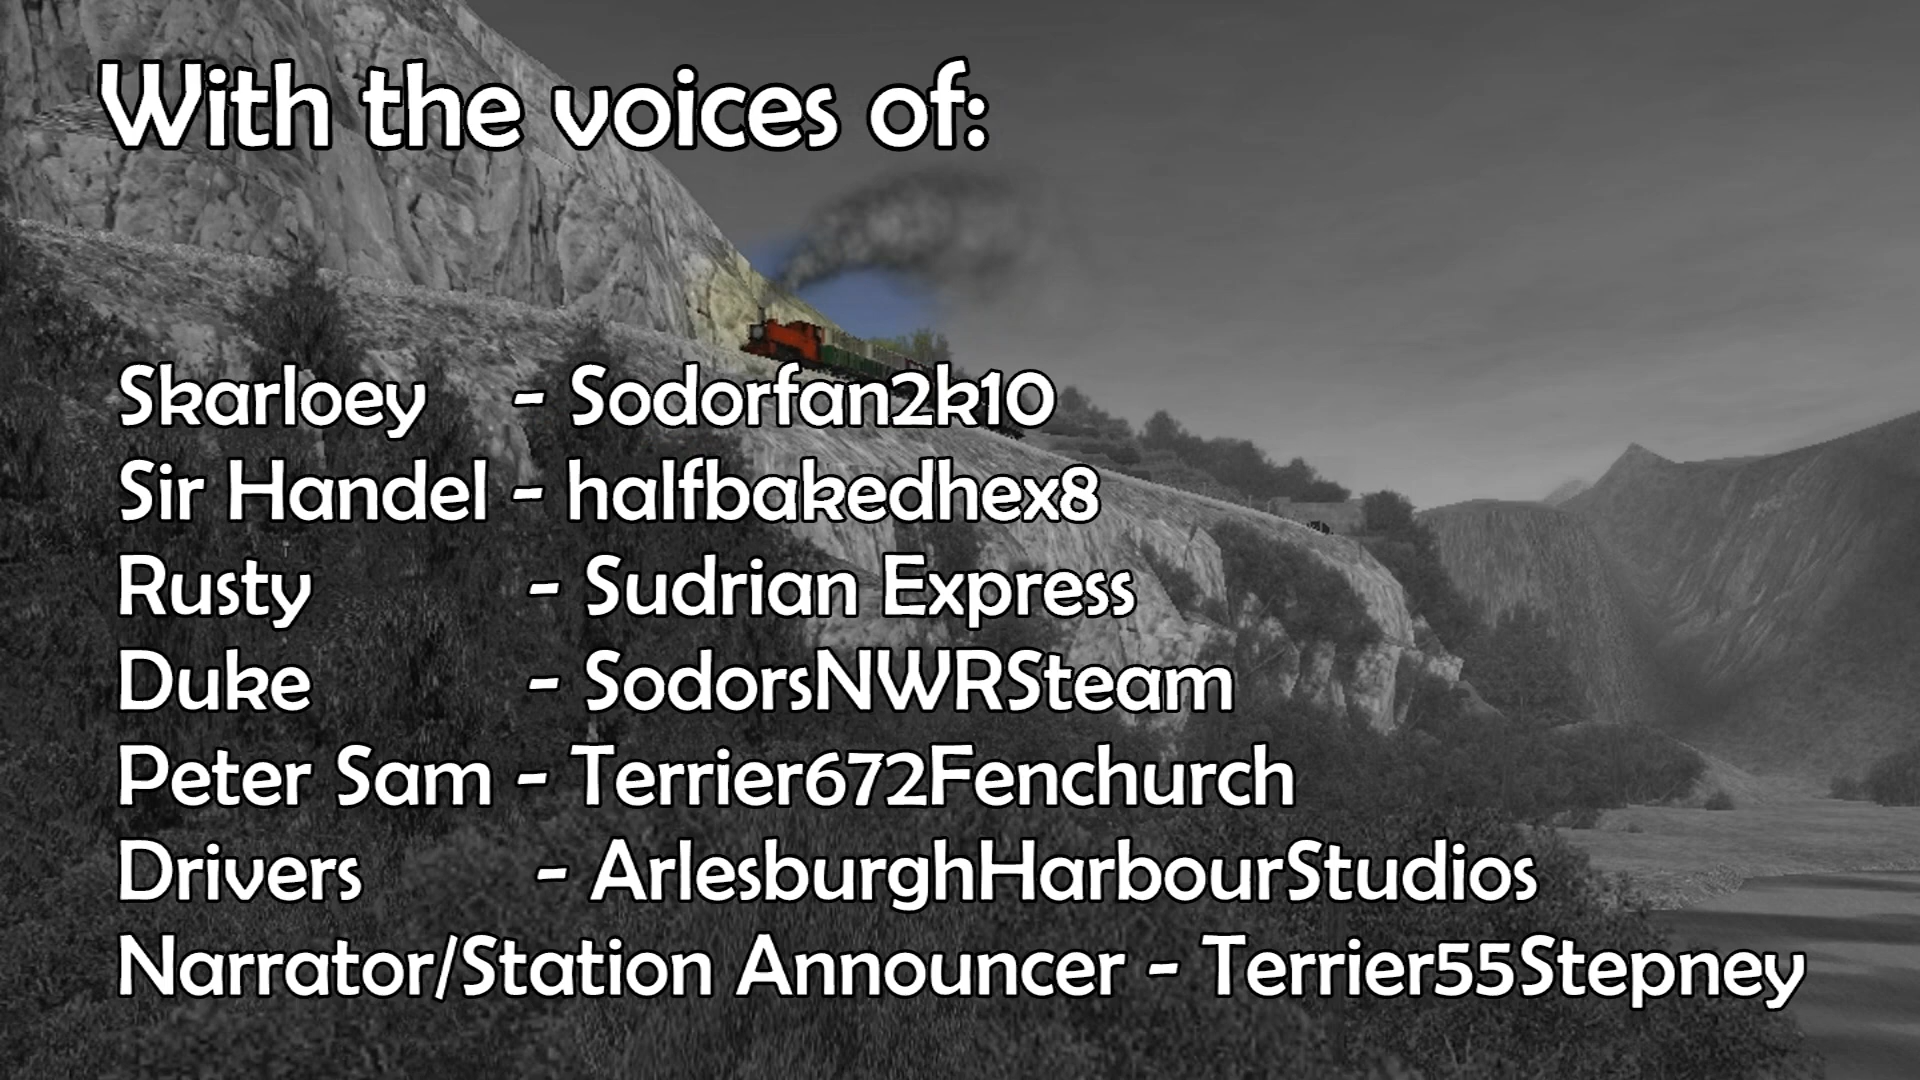 With the voices of:
Skarloey - Sodorfan2k10
Sir Handel - halfbakedhex8
Rusty - Sudrian Express
Duke - SodorsNWRSteam
Peter Sam - Terrier672Fenchurch
Drivers - ArlesburghHarbourStudios
Narrator/Station Announcer - Terrier55Stepney